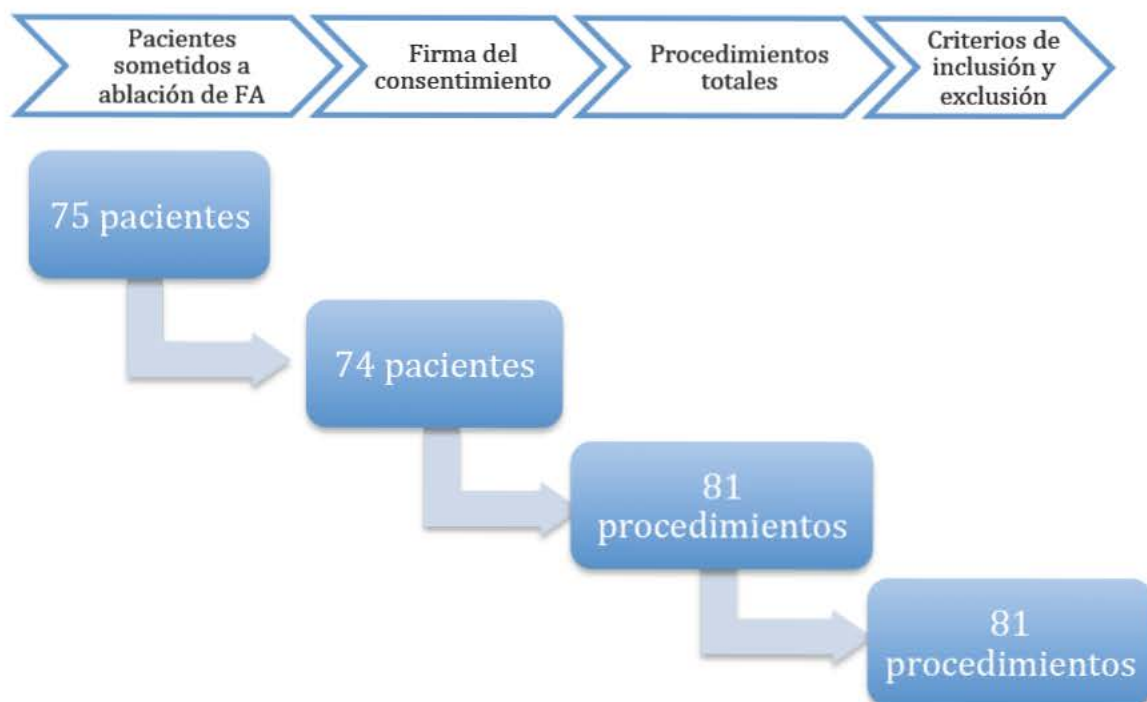 Pacientes
sometidos a
ablación de FA
Firma del
consentimiento
Procedimientos
totales
Criterios de
inclusión y
exclusión
75 pacientes
74 pacientes
81
procedimientos
81
procedimientos